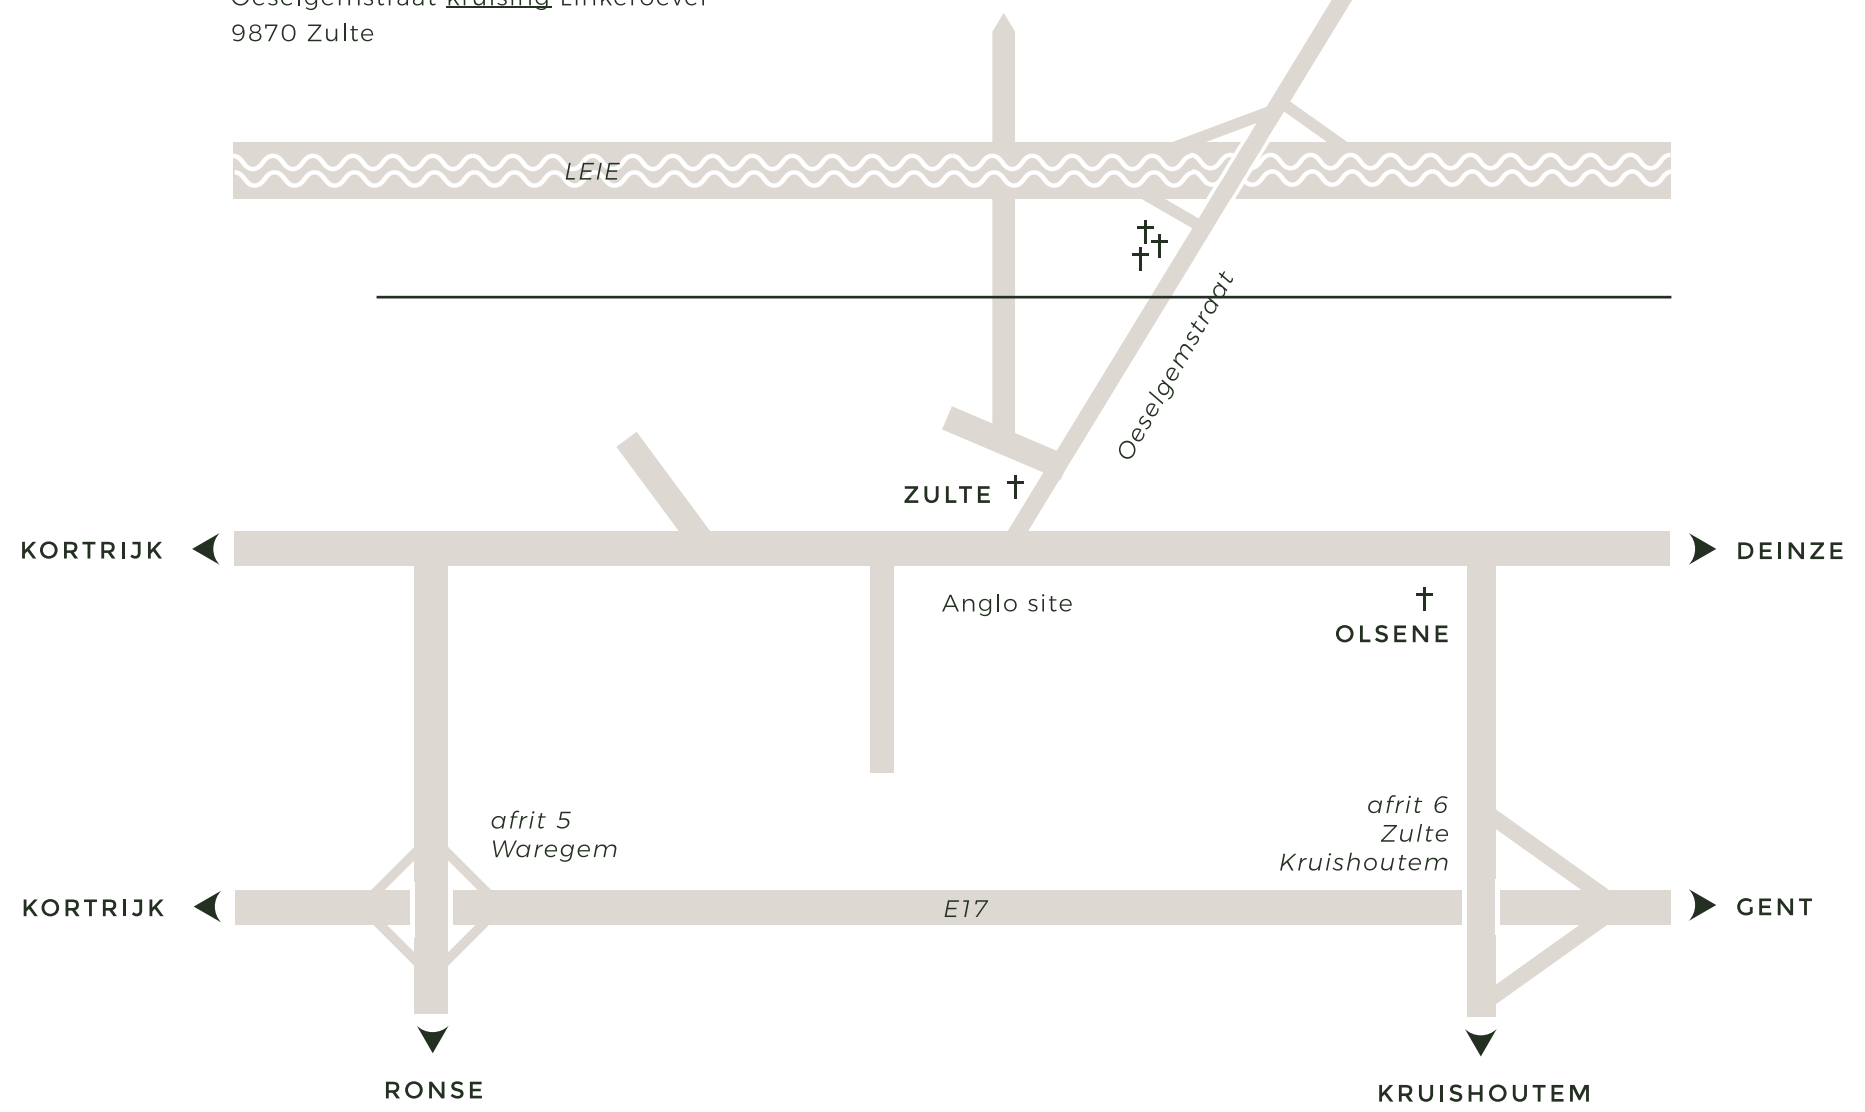 Oeselgemstraat kruising Linkeroever
9870 Zulte
LEIE
Oeselgemstraat
ZULTE
KORTRIJK
DEINZE
Anglo site
OLSENE
afrit 5
Waregem
afrit 6
Zulte
Kruishoutem
KORTRIJK
E17
GENT
RONSE
KRUISHOUTEM